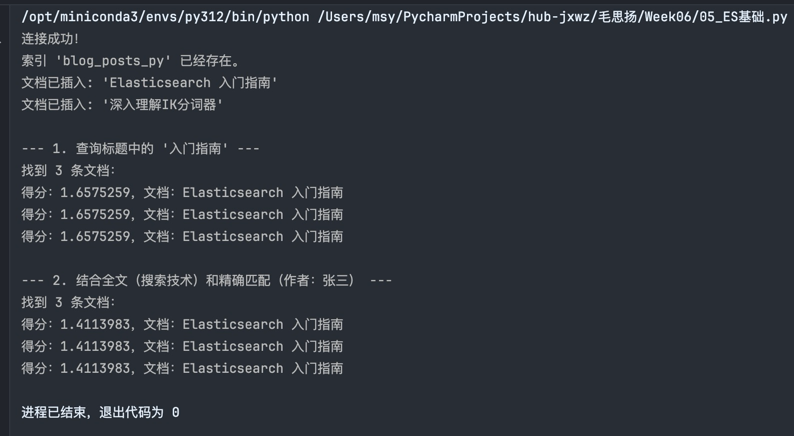 /opt/miniconda3/envs/py312/bin/python /Users/msy/PycharmProjects/hub-jxwz/毛思扬/Week06/05_ES基础.py
连接成功!
索引 'blog_posts_py' 已经存在。
文档已插入: 'Elasticsearch 入门指南'
文档已插入: '深入理解IK分词器'
--- 1. 查询标题中的 '入门指南' ---
找到 3 条文档:
得分: 1.6575259, 文档: Elasticsearch 入门指南
得分: 1.6575259, 文档: Elasticsearch 入门指南
得分: 1.6575259, 文档: Elasticsearch 入门指南
--- 2. 结合全文（搜索技术）和精确匹配（作者: 张三） ---
找到 3 条文档:
得分: 1.4113983, 文档: Elasticsearch 入门指南
得分: 1.4113983, 文档: Elasticsearch 入门指南
得分: 1.4113983, 文档: Elasticsearch 入门指南
进程已结束，退出代码为 0